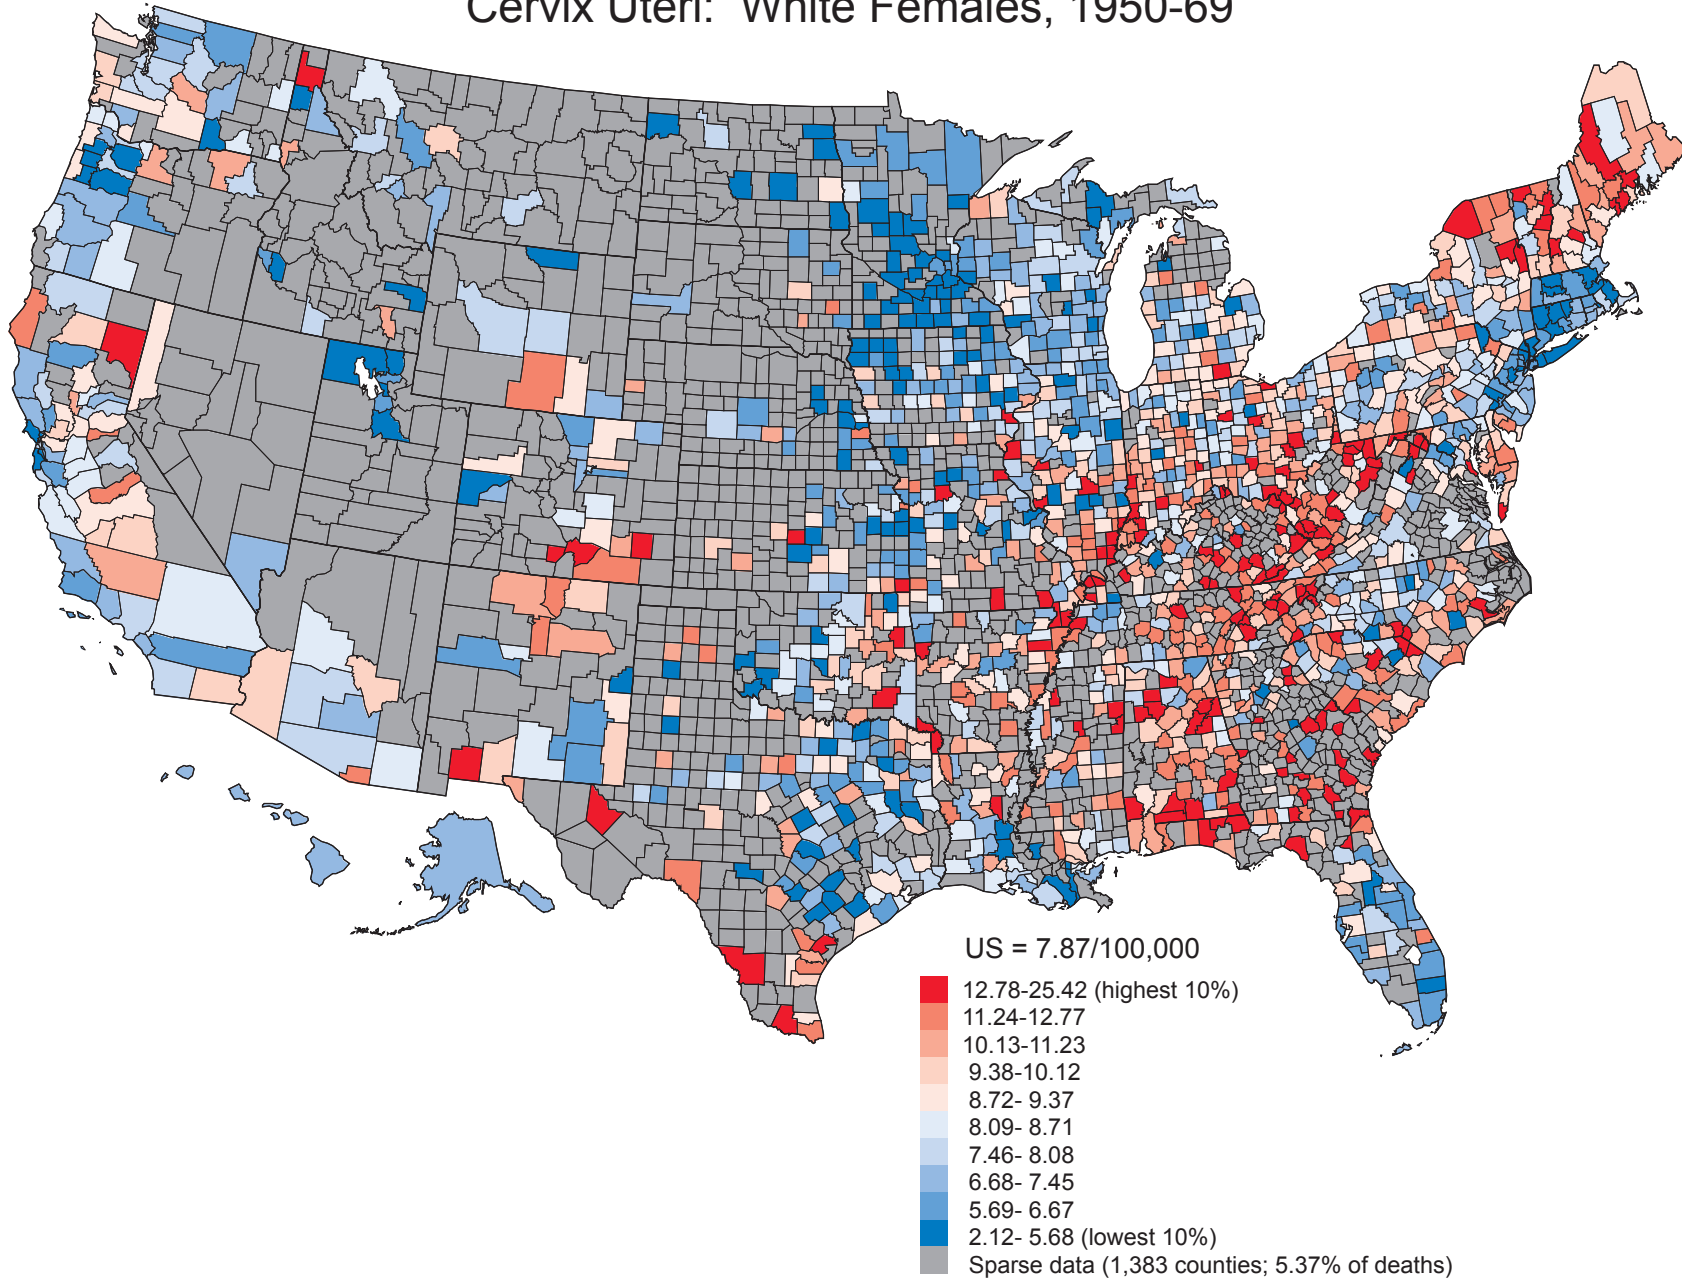 Cervix Uteri: White Females, 1950-69
US = 7.87/100,000
12.78-25.42 (highest 10%)
11.24-12.77
10.13-11.23
9.38-10.12
8.72- 9.37
8.09- 8.71
7.46- 8.08
6.68- 7.45
5.69- 6.67
2.12- 5.68 (lowest 10%)
Sparse data (1,383 counties; 5.37% of deaths)